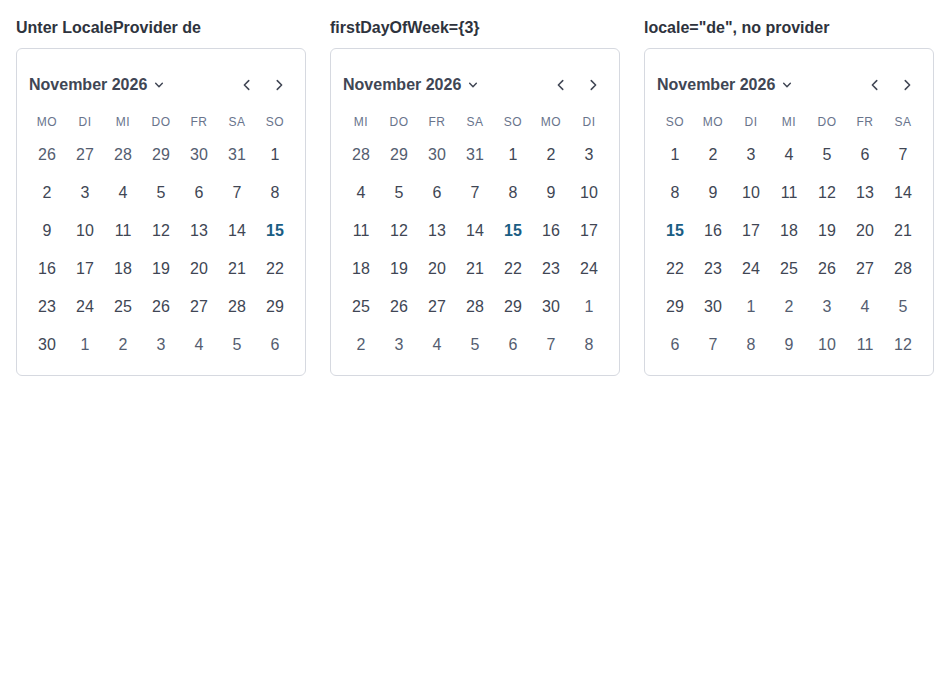 Unter LocaleProvider de
November 2026
MO DI MI DO FR SA SO
26 27 28 29 30 31 1
2 3 4 5 6 7 8
9 10 11 12 13 14 15
16 17 18 19 20 21 22
23 24 25 26 27 28 29
30 1 2 3 4 5 6
firstDayOfWeek={3}
November 2026
MI DO FR SA SO MO DI
28 29 30 31 1 2 3
4 5 6 7 8 9 10
11 12 13 14 15 16 17
18 19 20 21 22 23 24
25 26 27 28 29 30 1
2 3 4 5 6 7 8
locale="de", no provider
November 2026
SO MO DI MI DO FR SA
1 2 3 4 5 6 7
8 9 10 11 12 13 14
15 16 17 18 19 20 21
22 23 24 25 26 27 28
29 30 1 2 3 4 5
6 7 8 9 10 11 12